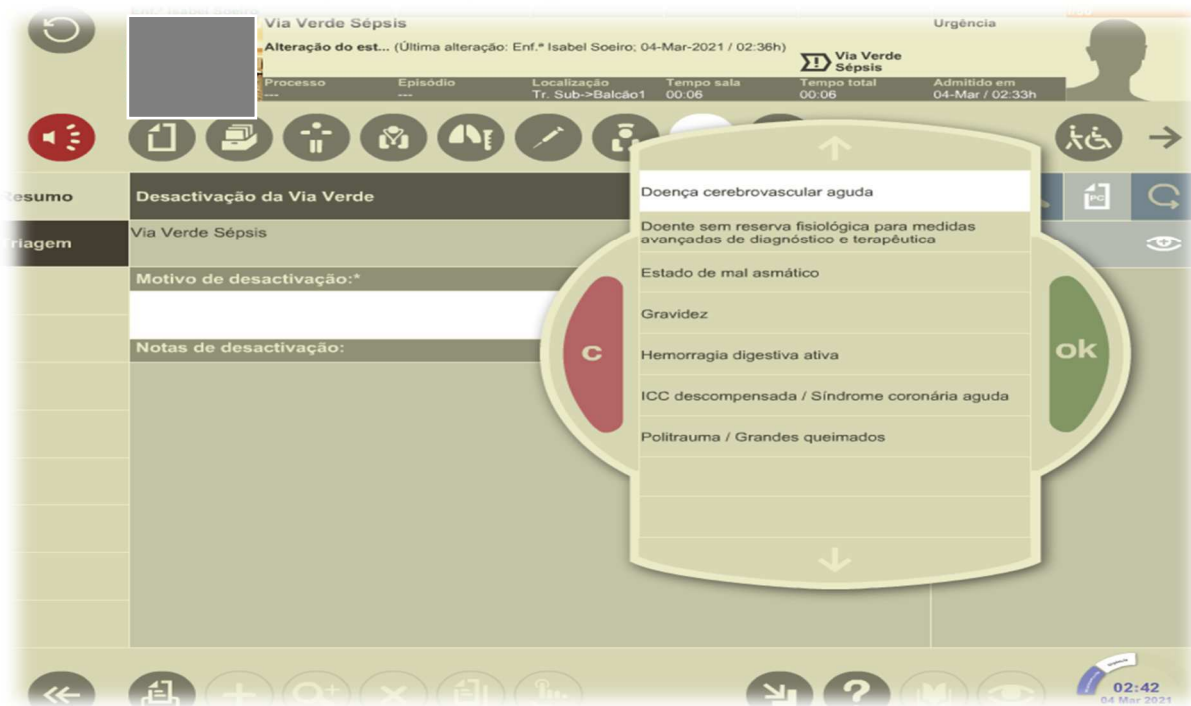 Enf.ª Isabel Soeiro
Via Verde Sépsis
Urgência
Alteração do est... (Última alteração: Enf.ª Isabel Soeiro; 04-Mar-2021 / 02:36h)
Via Verde
Sépsis
Processo Episódio Localização Tempo sala Tempo total Admitido em
--- --- Tr. Sub->Balcão1 00:06 00:06 04-Mar / 02:33h
Resumo
Desactivação da Via Verde
PC
Triagem
Via Verde Sépsis
Motivo de desactivação:*
Notas de desactivação:
Doença cerebrovascular aguda
Doente sem reserva fisiológica para medidas
avançadas de diagnóstico e terapêutica
Estado de mal asmático
Gravidez
Hemorragia digestiva ativa
ICC descompensada / Síndrome coronária aguda
Politrauma / Grandes queimados
C
ok
02:42
04 Mar 2021